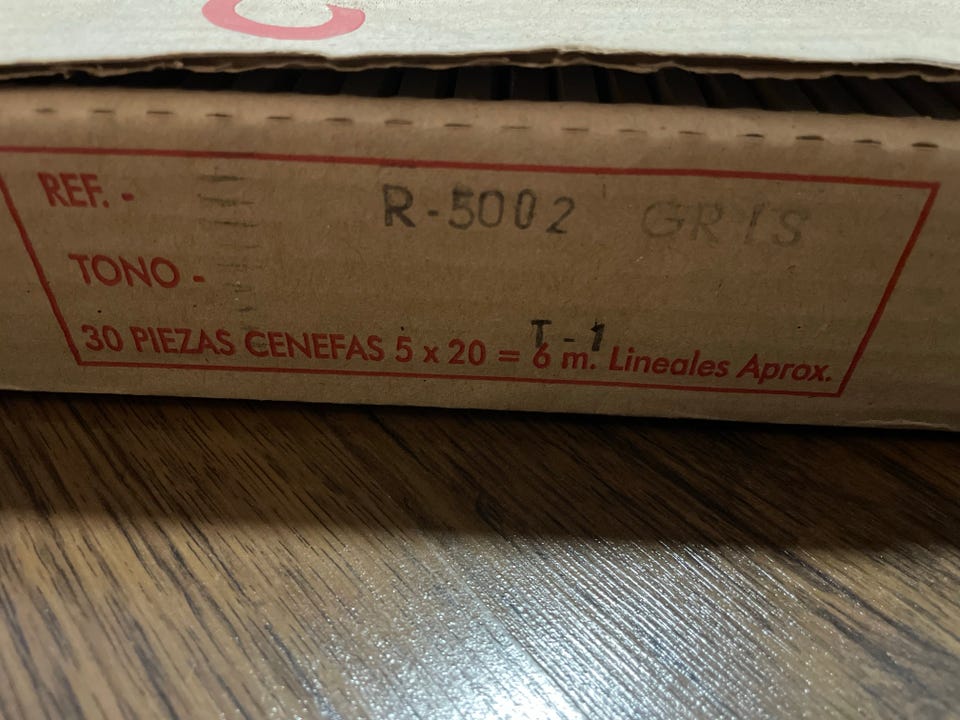 REF. - R-5002 GRIS
TONO -
T-1
30 PIEZAS CENEFAS 5 x 20 = 6 m. Lineales Aprox.